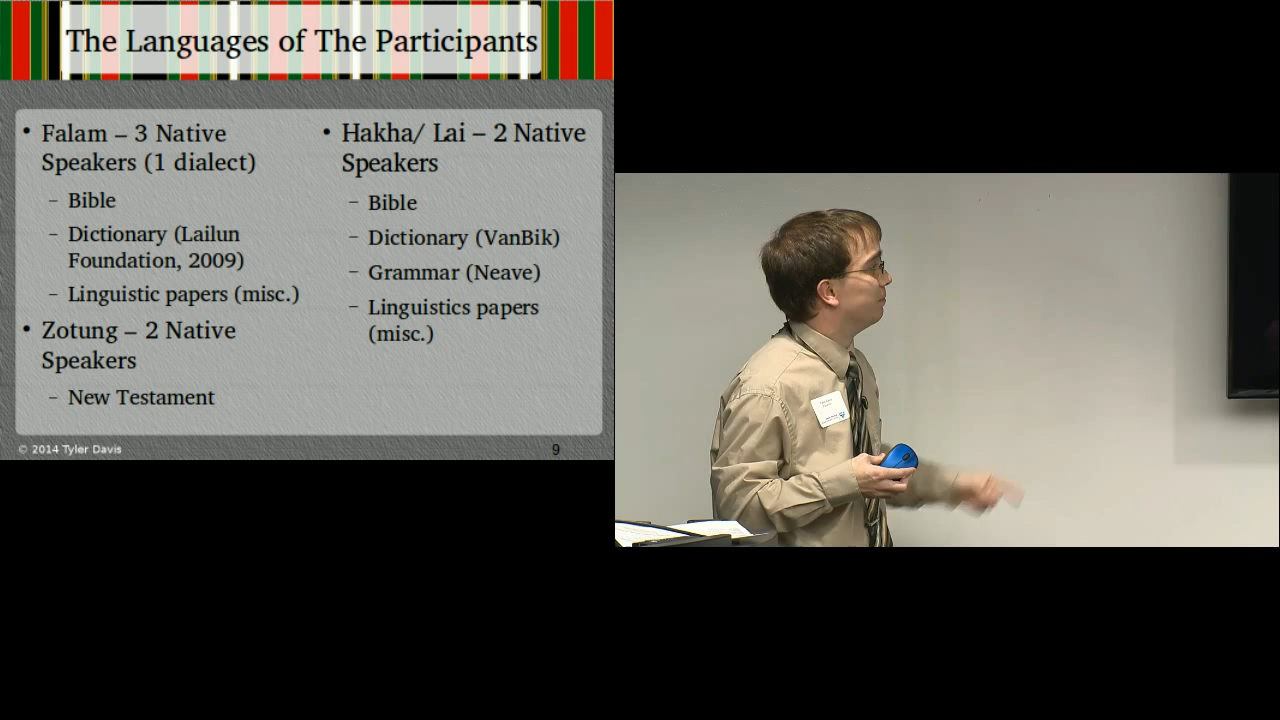 The Languages of The Participants
• Falam – 3 Native
Speakers (1 dialect)
– Bible
– Dictionary (Lailun
Foundation, 2009)
– Linguistic papers (misc.)
• Zotung – 2 Native
Speakers
– New Testament
• Hakha/ Lai – 2 Native
Speakers
– Bible
– Dictionary (VanBik)
– Grammar (Neave)
– Linguistics papers
(misc.)
© 2014 Tyler Davis
9